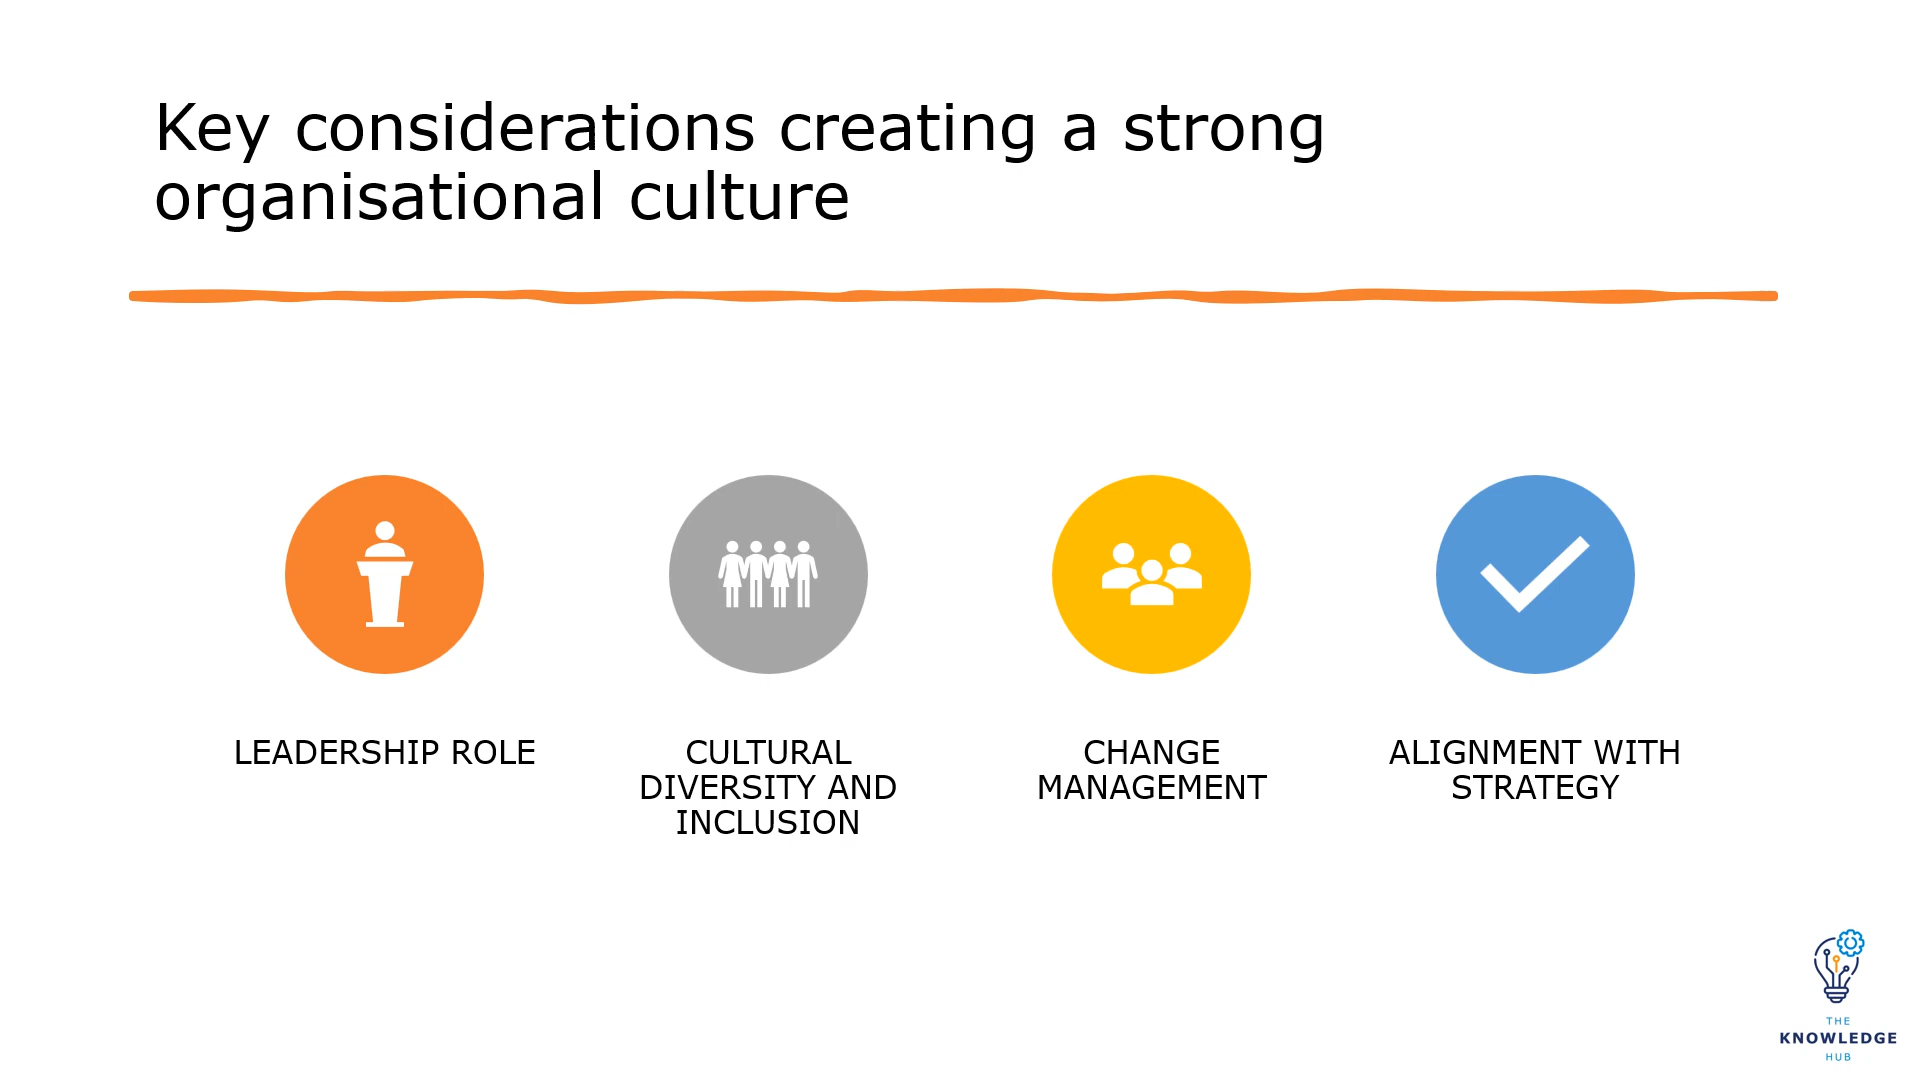 Key considerations creating a strong
organisational culture
LEADERSHIP ROLE
CULTURAL
DIVERSITY AND
INCLUSION
CHANGE
MANAGEMENT
ALIGNMENT WITH
STRATEGY
THE
KNOWLEDGE
HUB